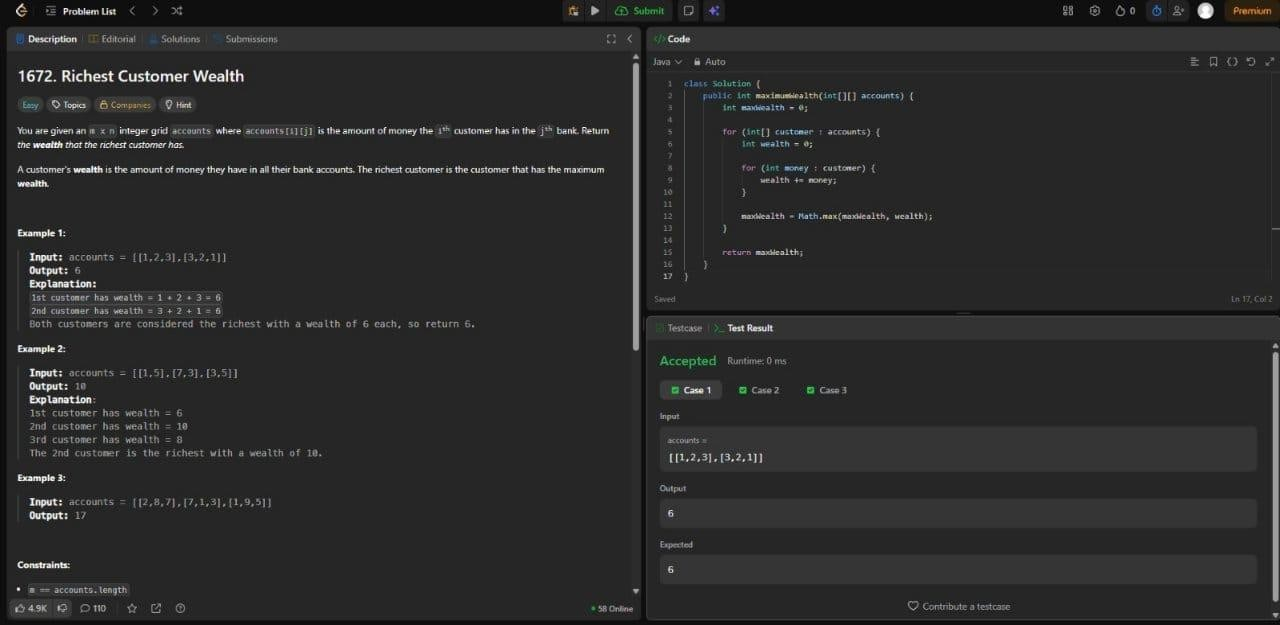 Problem List
Submit
0
Premium
Description | Editorial | Solutions | Submissions
1672. Richest Customer Wealth
Easy Topics Companies Hint
You are given an m x n integer grid accounts where accounts[i][j] is the amount of money the ith customer has in the jth bank. Return
the wealth that the richest customer has.
A customer's wealth is the amount of money they have in all their bank accounts. The richest customer is the customer that has the maximum
wealth.
Example 1:
Input: accounts = [[1,2,3],[3,2,1]]
Output: 6
Explanation:
1st customer has wealth = 1 + 2 + 3 = 6
2nd customer has wealth = 3 + 2 + 1 = 6
Both customers are considered the richest with a wealth of 6 each, so return 6.
Example 2:
Input: accounts = [[1,5],[7,3],[3,5]]
Output: 10
Explanation:
1st customer has wealth = 6
2nd customer has wealth = 10
3rd customer has wealth = 8
The 2nd customer is the richest with a wealth of 10.
Example 3:
Input: accounts = [[2,8,7],[7,1,3],[1,9,5]]
Output: 17
Constraints:
• m == accounts.length
4.9K 110
58 Online
</> Code
Java Auto
1 class Solution {
2 public int maximumWealth(int[][] accounts) {
3 int maxWealth = 0;
4
5 for (int[] customer : accounts) {
6 int wealth = 0;
7
8 for (int money : customer) {
9 wealth += money;
10 }
11
12 maxWealth = Math.max(maxWealth, wealth);
13 }
14
15 return maxWealth;
16 }
17 }
Saved
Ln 17, Col 2
Testcase | >_ Test Result
Accepted Runtime: 0 ms
Case 1 Case 2 Case 3
Input
accounts =
[[1,2,3],[3,2,1]]
Output
6
Expected
6
Contribute a testcase